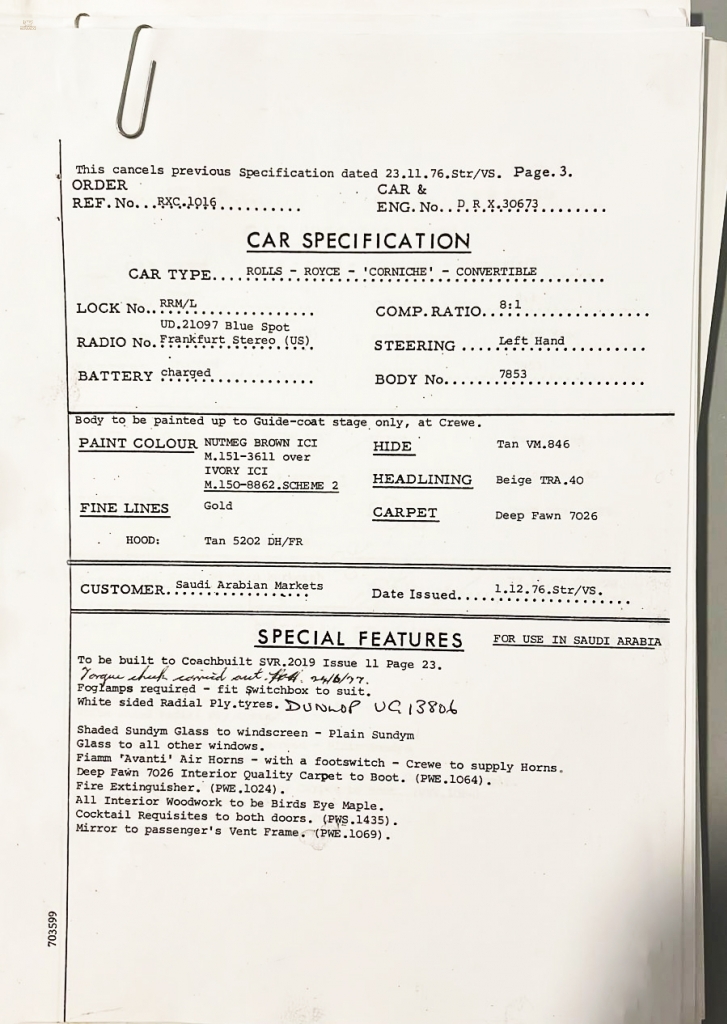 This cancels previous Specification dated 23.11.76.Str/VS. Page.3.
ORDER
REF. No...RXC.1016..........
CAR &
ENG. No.. D R X.30673........
CAR SPECIFICATION
CAR TYPE.... ROLLS - ROYCE - 'CORNICHE' - CONVERTIBLE
LOCK No.. RRM/L
COMP. RATIO.. 8:1
UD.21097 Blue Spot
RADIO No. Frankfurt Stereo (US)
STEERING .... Left Hand
BATTERY charged
BODY No...... 7853
Body to be painted up to Guide-coat stage only, at Crewe.
PAINT COLOUR NUTMEG BROWN ICI
M.151-3611 over
IVORY ICI
M.150-8862.SCHEME 2
HIDE Tan VM.846
HEADLINING Beige TRA.40
FINE LINES Gold
CARPET Deep Fawn 7026
HOOD: Tan 5202 DH/FR
CUSTOMER. Saudi Arabian Markets
Date Issued.... 1.12.76.Str/VS.
SPECIAL FEATURES FOR USE IN SAUDI ARABIA
To be built to Coachbuilt SVR.2019 Issue 11 Page 23.
Torque check carried out. 24/6/77.
Foglamps required - fit Switchbox to suit.
White sided Radial Ply.tyres. DUNLOP UG 13806
Shaded Sundym Glass to windscreen - Plain Sundym
Glass to all other windows.
Fiamm 'Avanti' Air Horns - with a footswitch - Crewe to supply Horns.
Deep Fawn 7026 Interior Quality Carpet to Boot. (PWE.1064).
Fire Extinguisher. (PWE.1024).
All Interior Woodwork to be Birds Eye Maple.
Cocktail Requisites to both doors. (PWS.1435).
Mirror to passenger's Vent Frame. (PWE.1069).
703599